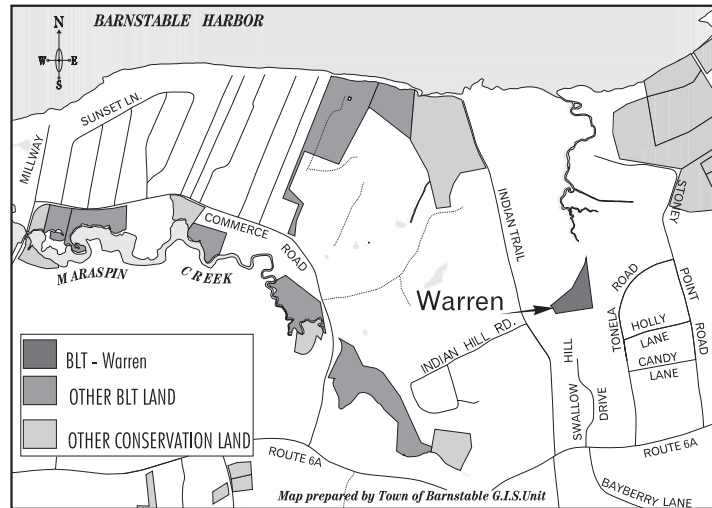 BARNSTABLE HARBOR
N
W E
S
SUNSET LN.
MILLWAY
COMMERCE
ROAD
MARASPIN
CREEK
INDIAN TRAIL
STONEY
POINT
ROAD
Warren
TONELA
ROAD
HOLLY
LANE
CANDY
LANE
INDIAN HILL RD.
SWALLOW HILL
DRIVE
BLT - Warren
OTHER BLT LAND
OTHER CONSERVATION LAND
ROUTE 6A
ROUTE 6A
BAYBERRY LANE
Map prepared by Town of Barnstable G.I.S.Unit